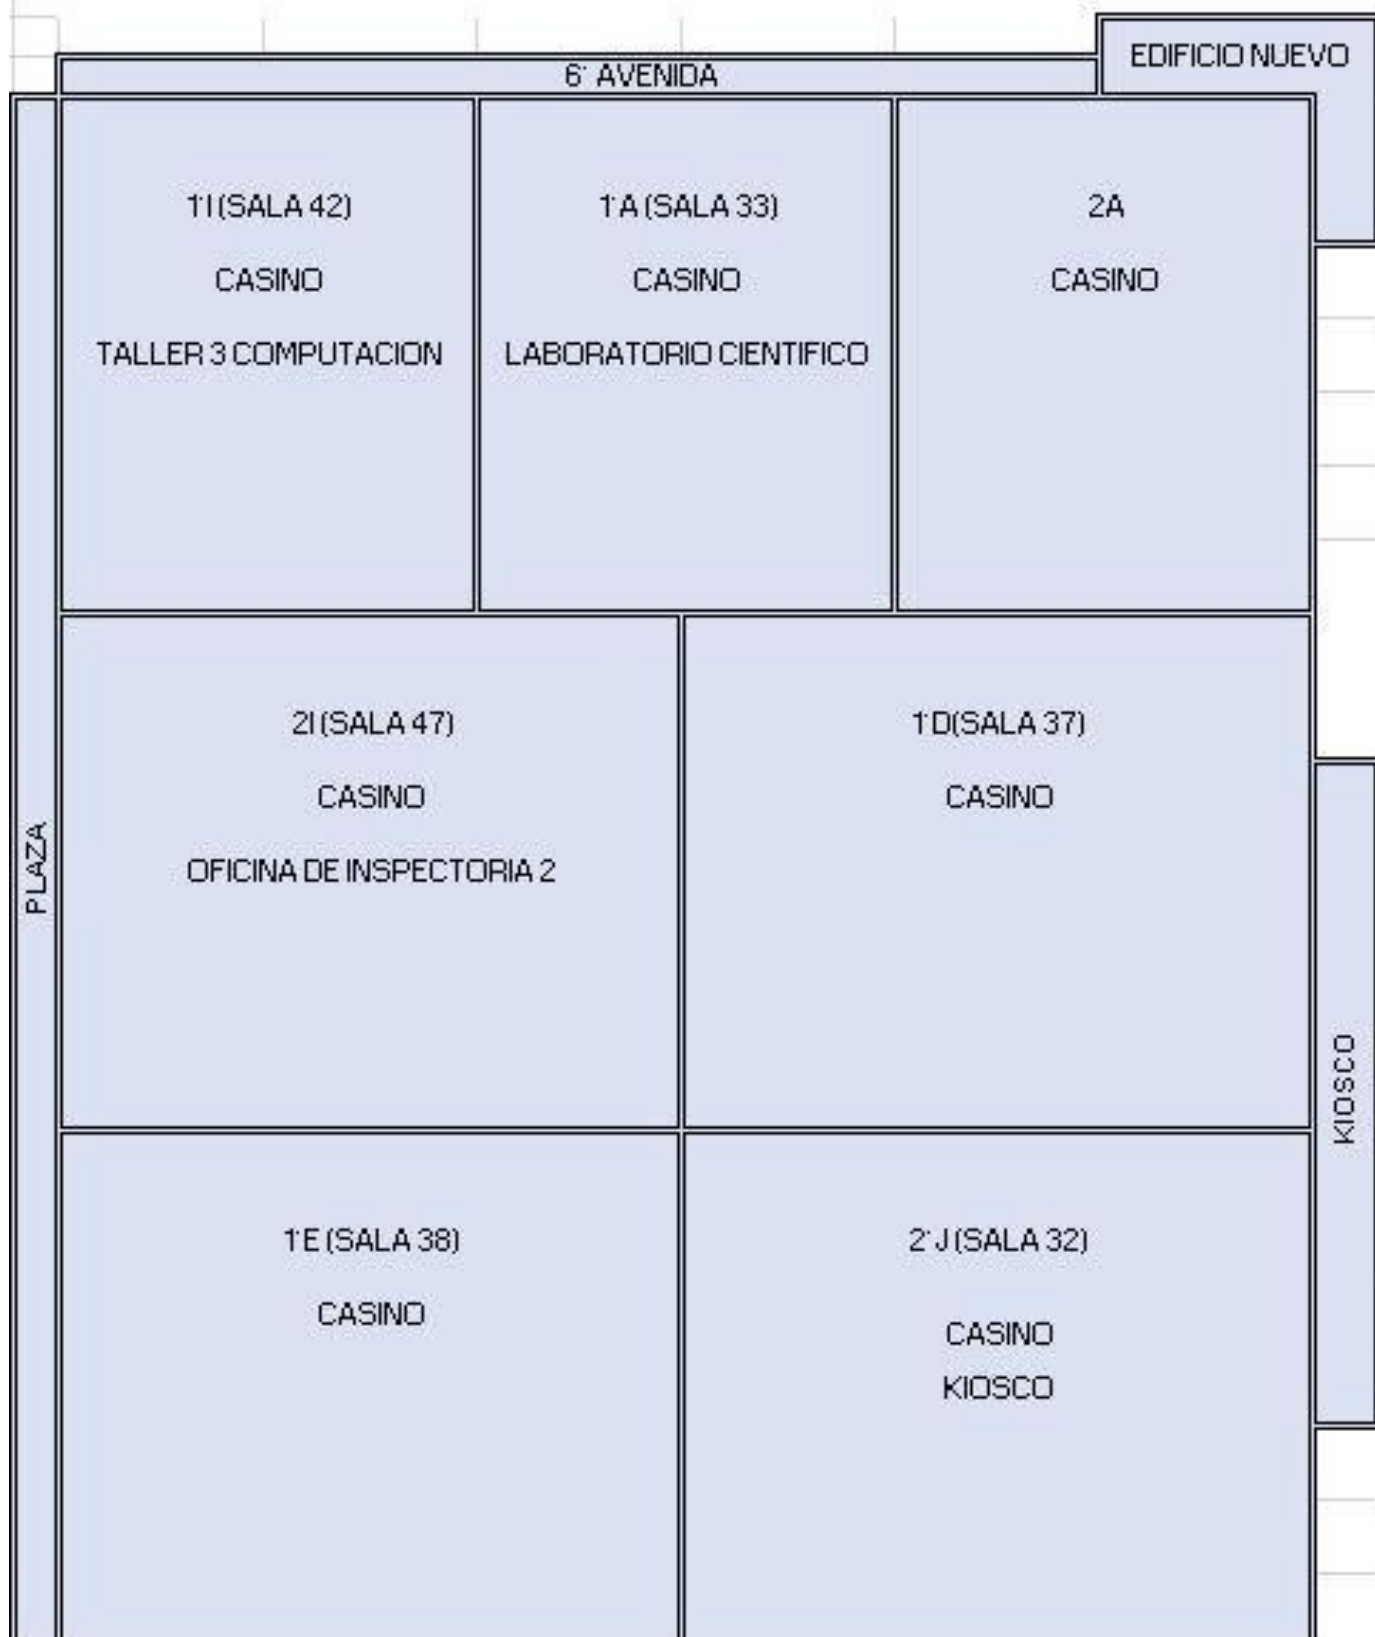 EDIFICIO NUEVO
6° AVENIDA
1°I (SALA 42)
CASINO
TALLER 3 COMPUTACION
1°A (SALA 33)
CASINO
LABORATORIO CIENTIFICO
2A
CASINO
PLAZA
2I (SALA 47)
CASINO
OFICINA DE INSPECTORIA 2
1°D(SALA 37)
CASINO
KIOSCO
1°E (SALA 38)
CASINO
2°J (SALA 32)
CASINO
KIOSCO